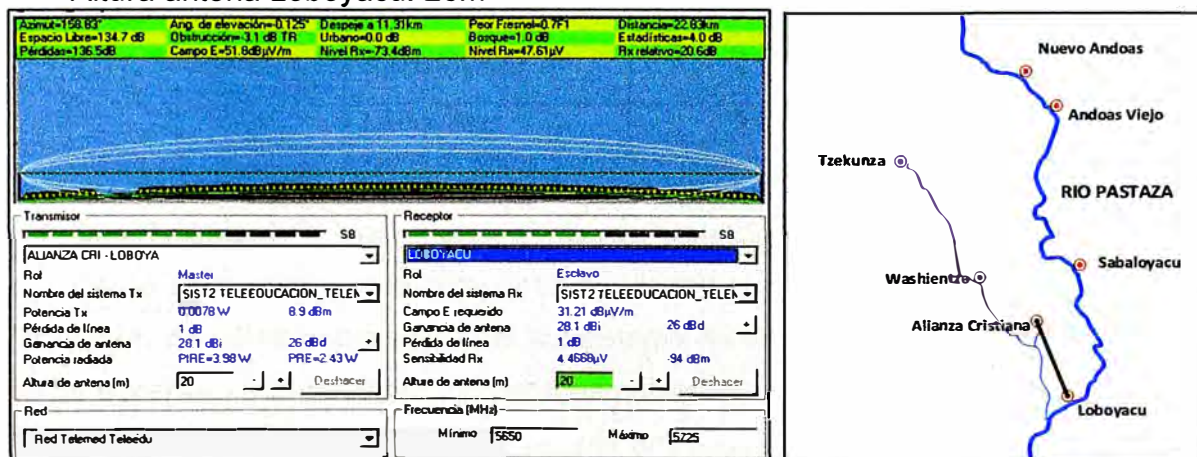 Altura antena Loboyacu: 20m
Azimut=158.83° Ang. de elevación=-0.125° Despeje a 11.31km Peor Fresnel=0.7F1 Distancia=22.83km
Espacio Libre=134.7 dB Obstrucción=-3.1 dB TR Urbano=0.0 dB Bosque=1.0 dB Estadística=4.0 dB
Pérdidas=136.5dB Campo E=51.8dBµV/m Nivel Rx=-73.4dBm Nivel Rx=47.61µV Rx relativo=20.6dB
Transmisor
S8
ALIANZA CRI - LOBOYA
Rol Master
Nombre del sistema Tx SIST2 TELEEDUCACION_TELEM
Potencia Tx 0.0078 W 8.9 dBm
Pérdida de línea 1 dB
Ganancia de antena 28.1 dBi 26 dBd +
Potencia radiada PIRE=3.98 W PRE=2.43 W
Altura de antena (m) 20 - + Deshacer
Red
Red Telemed Teleedu
Receptor
S8
LOBOYACU
Rol Esclavo
Nombre del sistema Rx SIST2 TELEEDUCACION_TELEM
Campo E requerido 31.21 dBµV/m
Ganancia de antena 28.1 dBi 26 dBd +
Pérdida de línea 1 dB
Sensibilidad Rx 4.4668µV -94 dBm
Altura de antena (m) 20 - + Deshacer
Frecuencia (MHz)
Mínimo 5650 Máximo 5725
Nuevo Andoas
Andoas Viejo
Tzekunza
RIO PASTAZA
Sabaloyacu
Washientza
Alianza Cristiana
Loboyacu